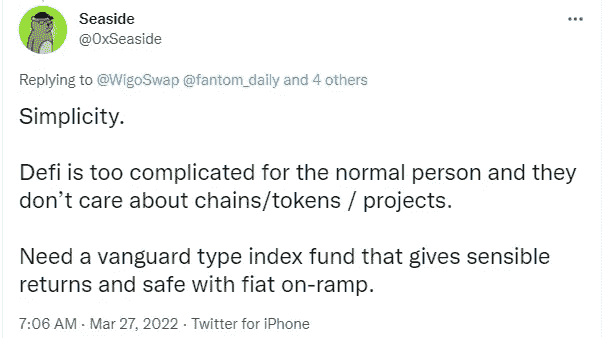 Seaside
@0xSeaside
Replying to @WigoSwap @fantom_daily and 4 others
Simplicity.
Defi is too complicated for the normal person and they
don't care about chains/tokens / projects.
Need a vanguard type index fund that gives sensible
returns and safe with fiat on-ramp.
7:06 AM · Mar 27, 2022 · Twitter for iPhone